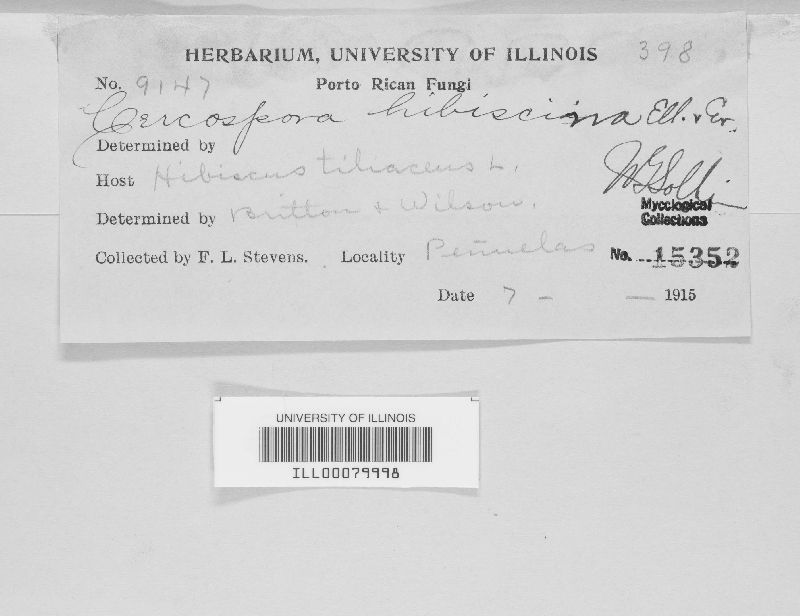 HERBARIUM, UNIVERSITY OF ILLINOIS 398
No. 9147 Porto Rican Fungi
Cercospora hibiscina Ell. & Ev.
Determined by
Host Hibiscus tiliaceus L.
Determined by Britton & Wilson.
Mycological
Collections
Collected by F. L. Stevens. Locality Peñuelas No. 15352
Date 7 - — 1915
UNIVERSITY OF ILLINOIS
ILL00079998